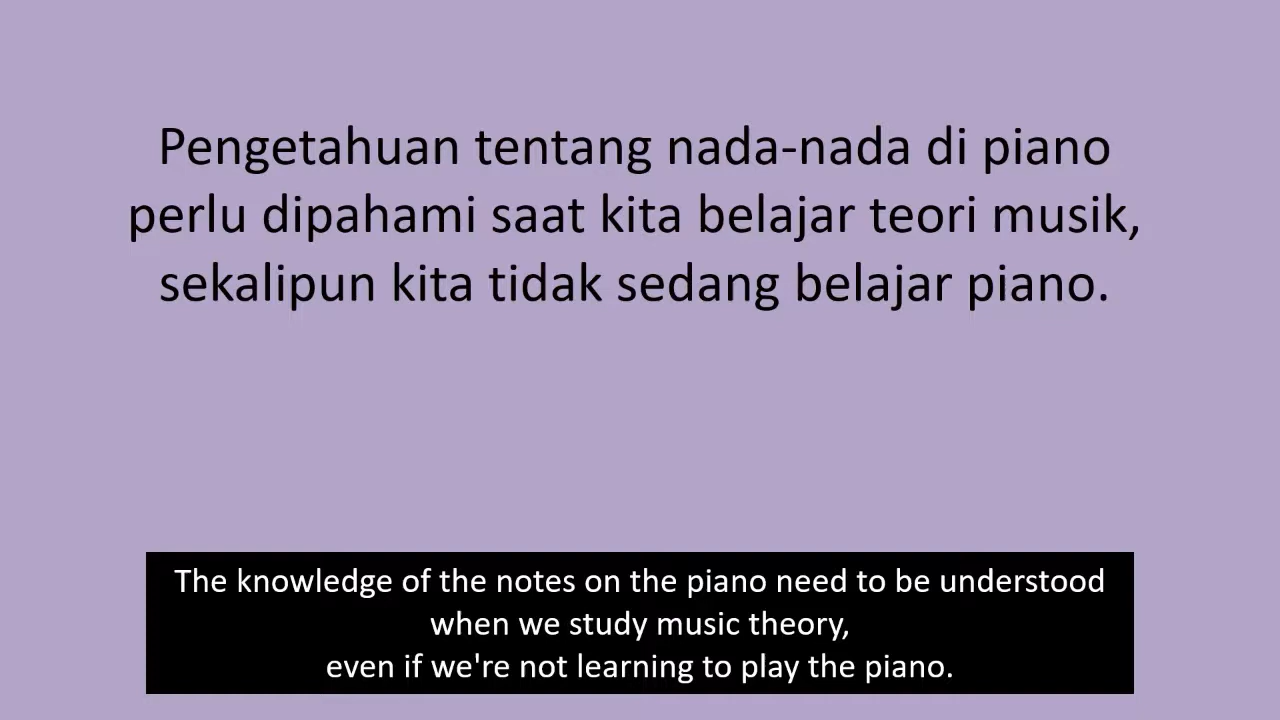 Pengetahuan tentang nada-nada di piano
perlu dipahami saat kita belajar teori musik,
sekalipun kita tidak sedang belajar piano.
The knowledge of the notes on the piano need to be understood
when we study music theory,
even if we're not learning to play the piano.